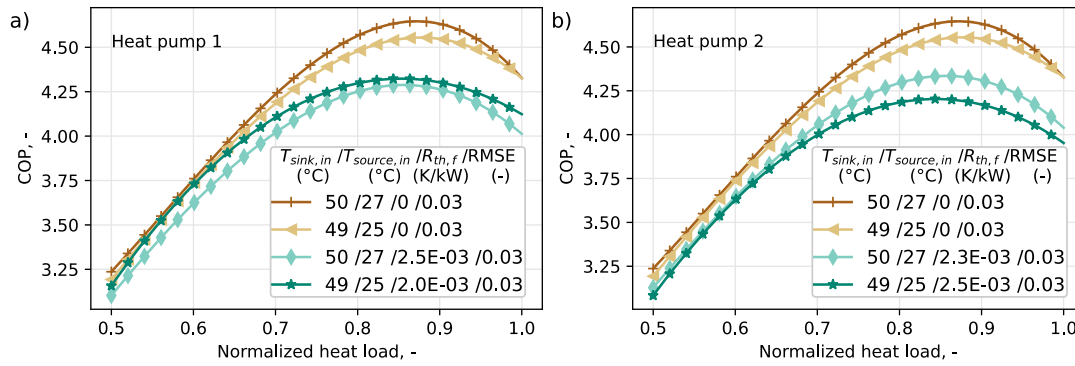 a)
Heat pump 1
COP, -
4.50
4.25
4.00
3.75
3.50
3.25
T_sink, in /T_source, in /R_th, f /RMSE
(°C) (°C) (K/kW) (-)
50 /27 /0 /0.03
49 /25 /0 /0.03
50 /27 /2.5E-03 /0.03
49 /25 /2.0E-03 /0.03
0.5 0.6 0.7 0.8 0.9 1.0
Normalized heat load, -
b)
Heat pump 2
COP, -
4.50
4.25
4.00
3.75
3.50
3.25
T_sink, in /T_source, in /R_th, f /RMSE
(°C) (°C) (K/kW) (-)
50 /27 /0 /0.03
49 /25 /0 /0.03
50 /27 /2.3E-03 /0.03
49 /25 /2.5E-03 /0.03
0.5 0.6 0.7 0.8 0.9 1.0
Normalized heat load, -